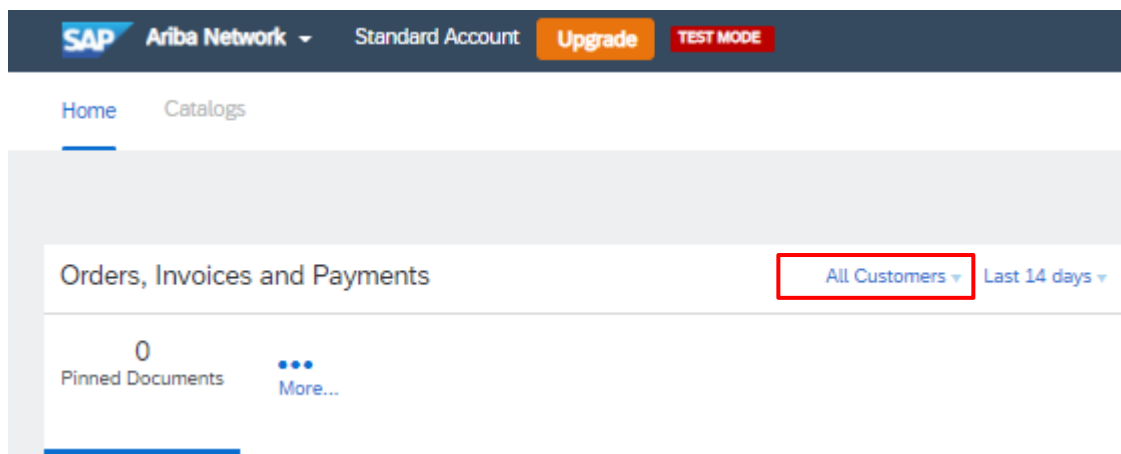 SAP Ariba Network Standard Account Upgrade TEST MODE
Home Catalogs
Orders, Invoices and Payments All Customers Last 14 days
0
Pinned Documents
More...